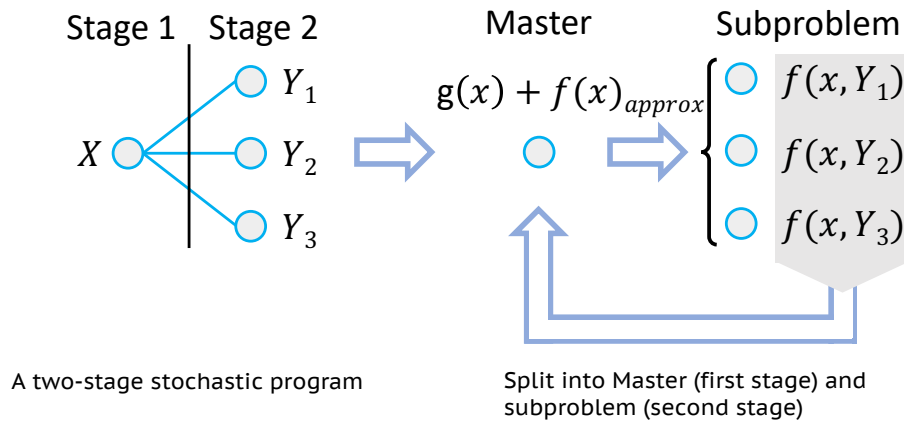 Stage 1 Stage 2 Master Subproblem
Y₁ f(x, Y₁)
g(x) + f(x)ₐₚₚᵣₒₓ
X Y₂ f(x, Y₂)
Y₃ f(x, Y₃)
A two-stage stochastic program
Split into Master (first stage) and
subproblem (second stage)